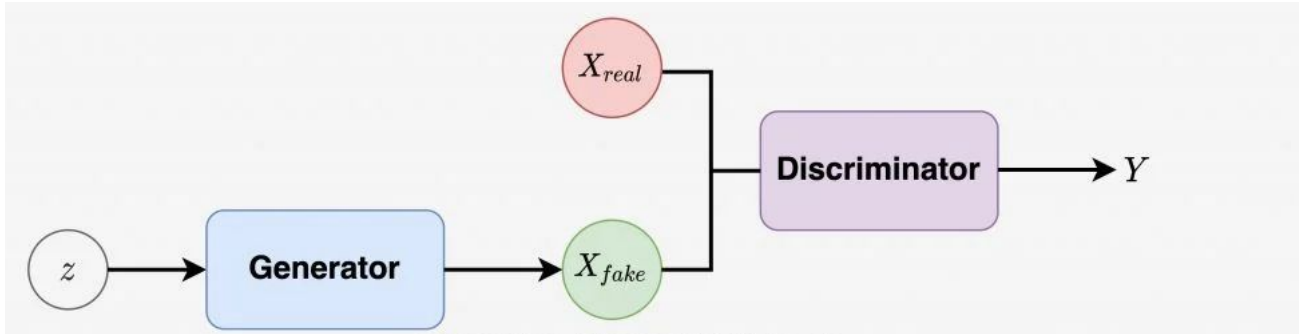 X_real
Discriminator
Y
z
Generator
X_fake